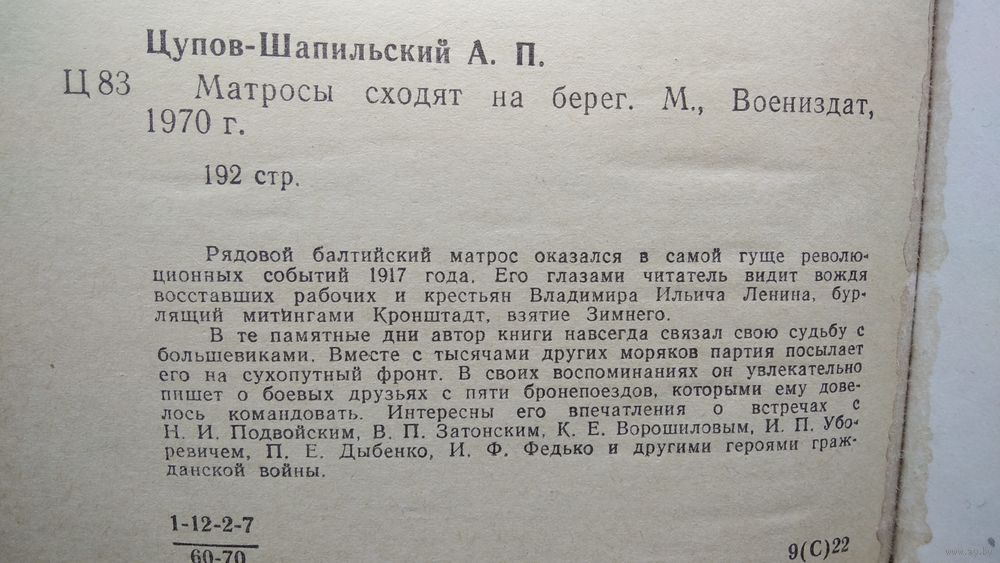 Цупов-Шапильский А. П.
Ц 83 Матросы сходят на берег. М., Воениздат,
1970 г.
192 стр.
Рядовой балтийский матрос оказался в самой гуще револю-
ционных событий 1917 года. Его глазами читатель видит вождя
восставших рабочих и крестьян Владимира Ильича Ленина, бур-
лящий митингами Кронштадт, взятие Зимнего.
В те памятные дни автор книги навсегда связал свою судьбу с
большевиками. Вместе с тысячами других моряков партия посылает
его на сухопутный фронт. В своих воспоминаниях он увлекательно
пишет о боевых друзьях с пяти бронепоездов, которыми ему дове-
лось командовать. Интересны его впечатления о встречах с
Н. И. Подвойским, В. П. Затонским, К. Е. Ворошиловым, И. П. Убо-
ревичем, П. Е. Дыбенко, И. Ф. Федько и другими героями граж-
данской войны.
1-12-2-7
60-70
9(С)22
www.ay.by